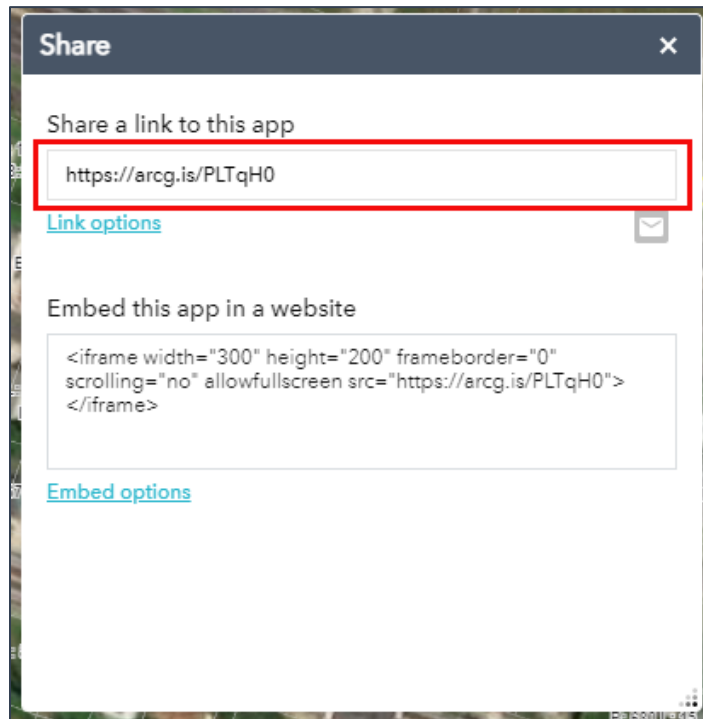 Share
Share a link to this app
https://arcg.is/PLTqH0
Link options
Embed this app in a website
<iframe width="300" height="200" frameborder="0"
scrolling="no" allowfullscreen src="https://arcg.is/PLTqH0">
</iframe>
Embed options